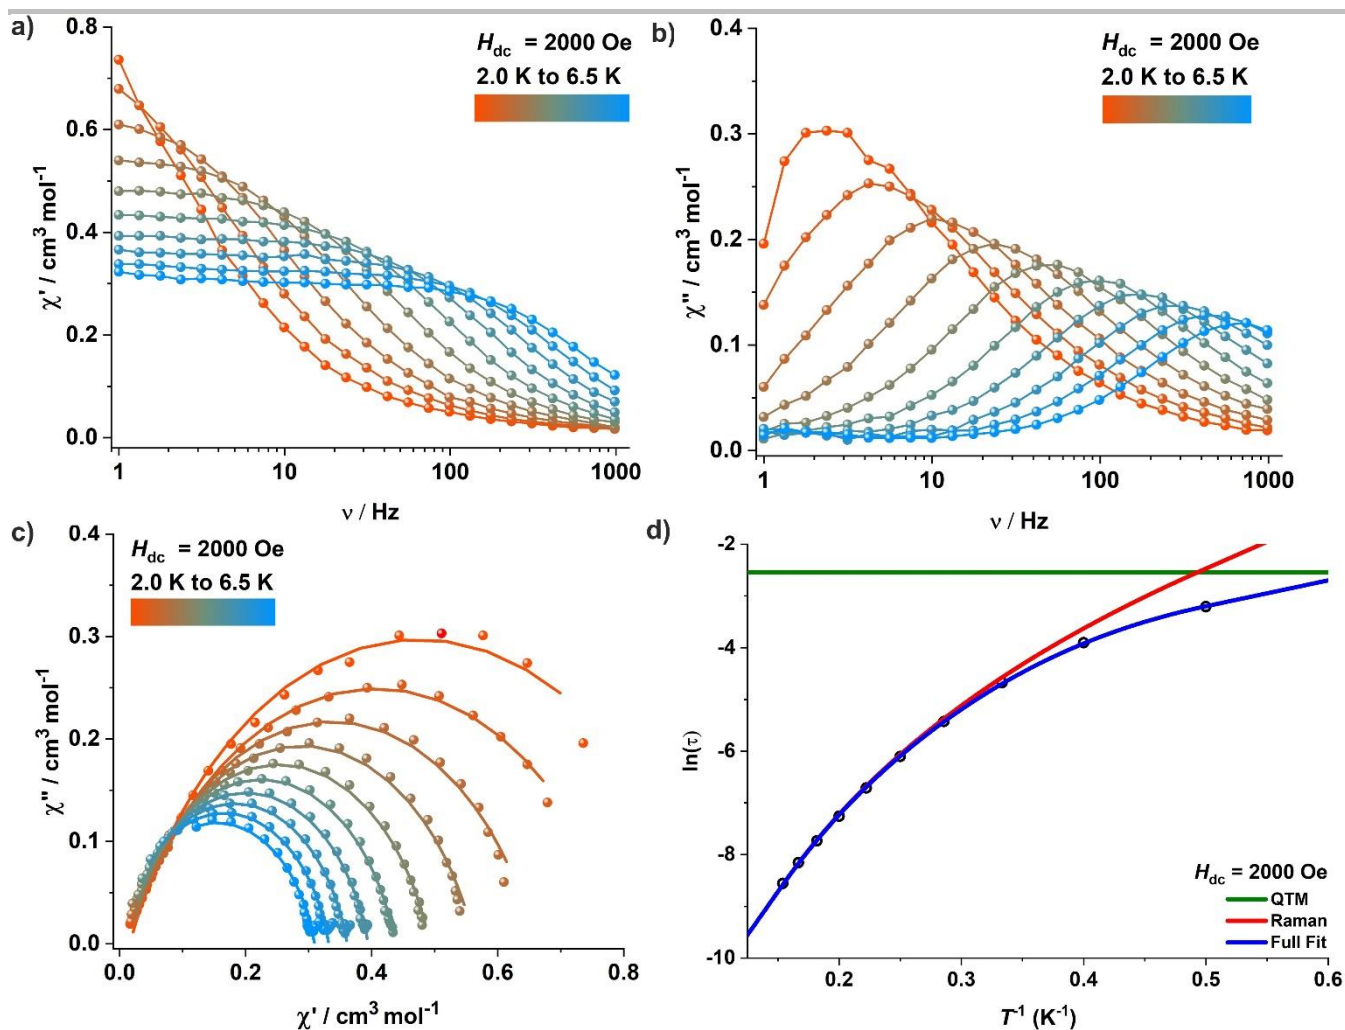 a)
H_dc = 2000 Oe
2.0 K to 6.5 K
0.8
0.6
0.4
0.2
0.0
χ' / cm³ mol⁻¹
1
10
100
1000
ν / Hz
b)
H_dc = 2000 Oe
2.0 K to 6.5 K
0.4
0.3
0.2
0.1
0.0
χ'' / cm³ mol⁻¹
1
10
100
1000
ν / Hz
c)
H_dc = 2000 Oe
2.0 K to 6.5 K
0.4
0.3
0.2
0.1
0.0
χ'' / cm³ mol⁻¹
0.0
0.2
0.4
0.6
0.8
χ' / cm³ mol⁻¹
d)
-2
-4
-6
-8
-10
ln(τ)
H_dc = 2000 Oe
QTM
Raman
Full Fit
0.2
0.3
0.4
0.5
0.6
T⁻¹ (K⁻¹)